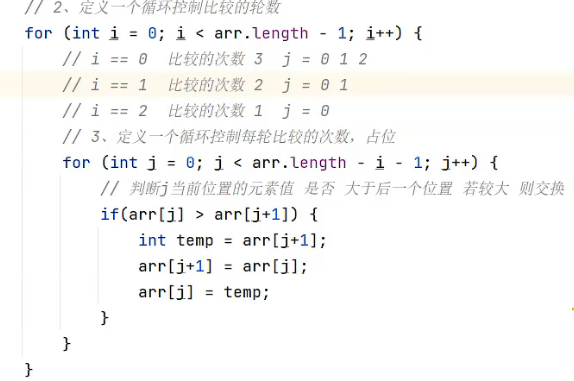 // 2、定义一个循环控制比较的轮数
for (int i = 0; i < arr.length - 1; i++) {
// i == 0 比较的次数 3 j = 0 1 2
// i == 1 比较的次数 2 j = 0 1
// i == 2 比较的次数 1 j = 0
// 3、定义一个循环控制每轮比较的次数，占位
for (int j = 0; j < arr.length - i - 1; j++) {
// 判断j当前位置的元素值 是否 大于后一个位置 若较大 则交换
if(arr[j] > arr[j+1]) {
int temp = arr[j+1];
arr[j+1] = arr[j];
arr[j] = temp;
}
}
}